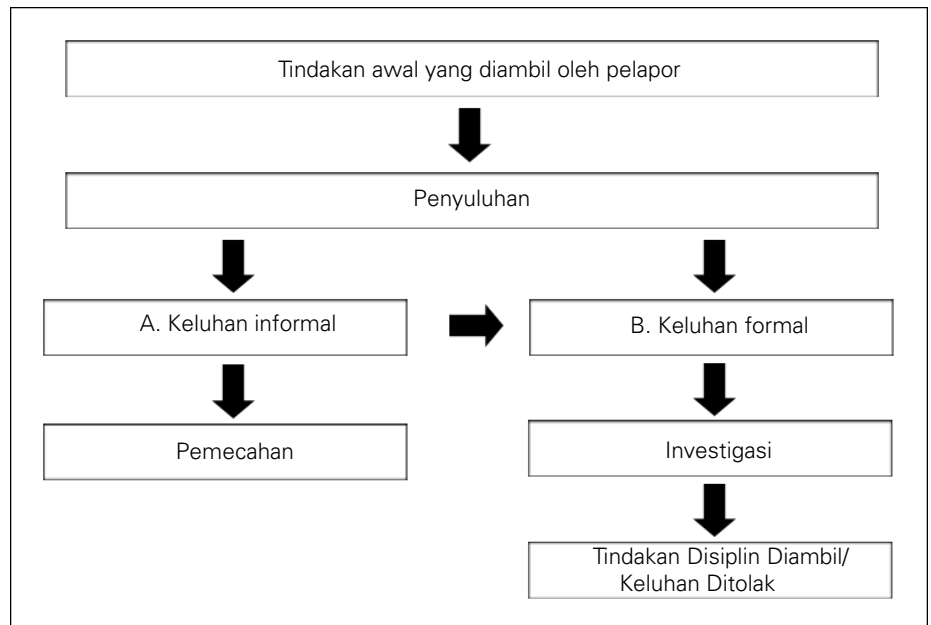 Tindakan awal yang diambil oleh pelapor
Penyuluhan
A. Keluhan informal
B. Keluhan formal
Pemecahan
Investigasi
Tindakan Disiplin Diambil/
Keluhan Ditolak